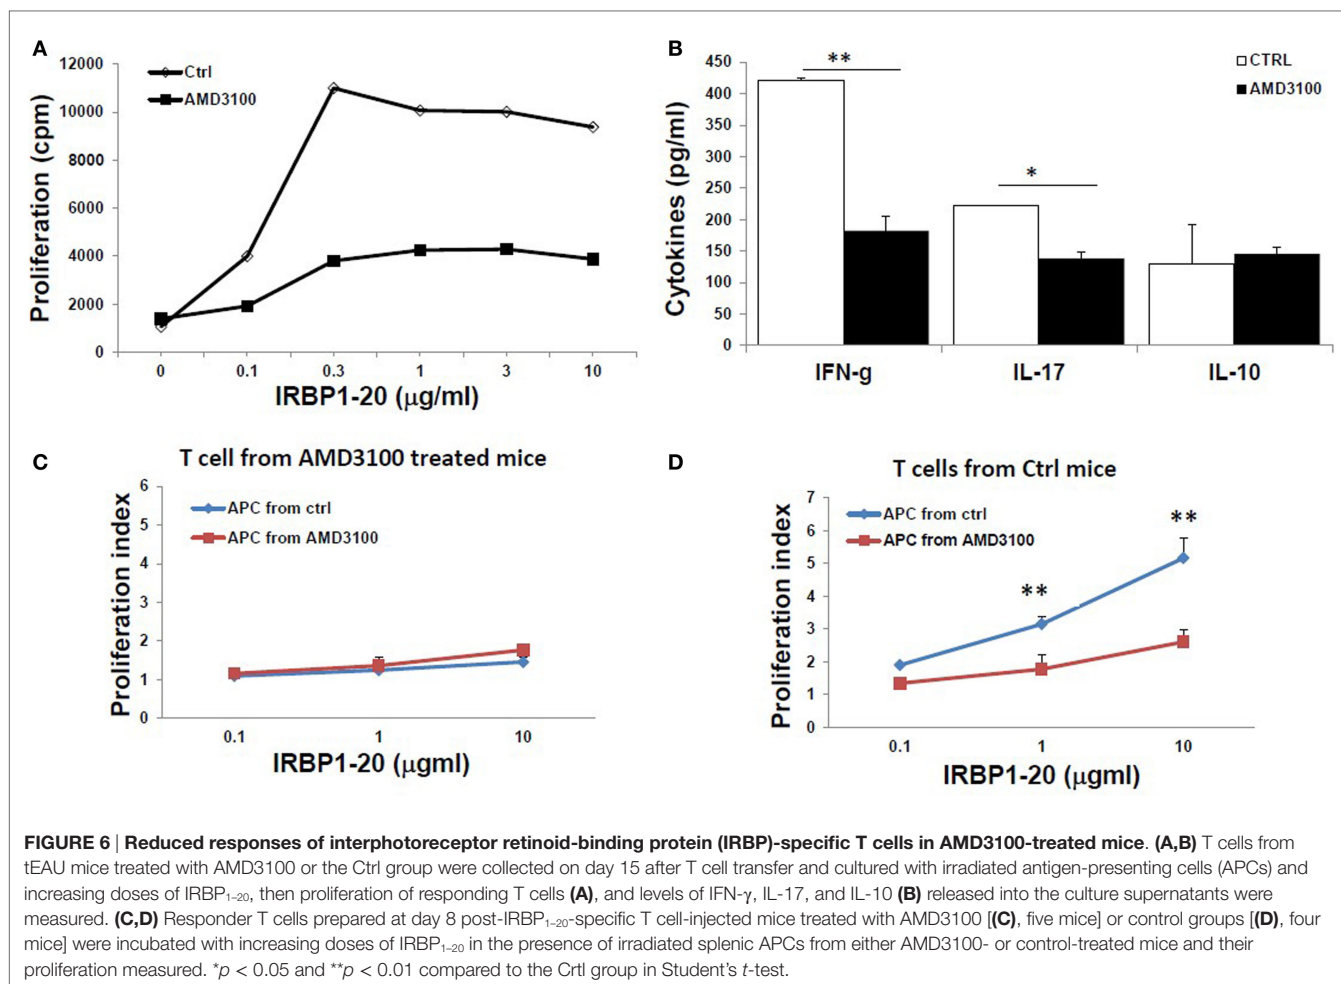 A
Ctrl
AMD3100
12000
10000
8000
6000
4000
2000
0
Proliferation (cpm)
0 0.1 0.3 1 3 10
IRBP1-20 (μg/ml)
B
**
*
CTRL
AMD3100
450
400
350
300
250
200
150
100
50
0
Cytokines (pg/ml)
IFN-g IL-17 IL-10
C
T cell from AMD3100 treated mice
APC from ctrl
APC from AMD3100
6
5
4
3
2
1
0
Proliferation index
0.1 1 10
IRBP1-20 (μgml)
D
T cells from Ctrl mice
APC from ctrl
APC from AMD3100
**
**
7
6
5
4
3
2
1
0
Proliferation index
0.1 1 10
IRBP1-20 (μgml)
FIGURE 6 | Reduced responses of interphotoreceptor retinoid-binding protein (IRBP)-specific T cells in AMD3100-treated mice. (A,B) T cells from
tEAU mice treated with AMD3100 or the Ctrl group were collected on day 15 after T cell transfer and cultured with irradiated antigen-presenting cells (APCs) and
increasing doses of IRBP1–20, then proliferation of responding T cells (A), and levels of IFN-γ, IL-17, and IL-10 (B) released into the culture supernatants were
measured. (C,D) Responder T cells prepared at day 8 post-IRBP1–20-specific T cell-injected mice treated with AMD3100 [(C), five mice] or control groups [(D), four
mice] were incubated with increasing doses of IRBP1–20 in the presence of irradiated splenic APCs from either AMD3100- or control-treated mice and their
proliferation measured. *p < 0.05 and **p < 0.01 compared to the Crtl group in Student's t-test.